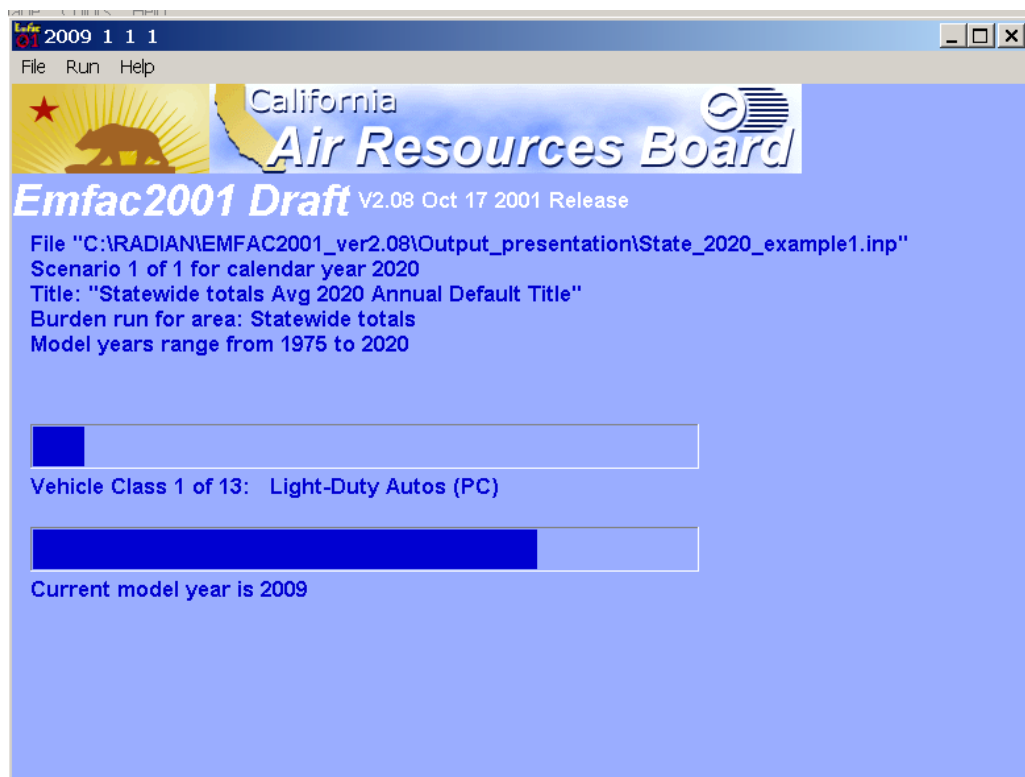 Emfac
01
2009 1 1 1
File Run Help
California
Air Resources Board
Emfac2001 Draft V2.08 Oct 17 2001 Release
File "C:\RADIAN\EMFAC2001_ver2.08\Output_presentation\State_2020_example1.inp"
Scenario 1 of 1 for calendar year 2020
Title: "Statewide totals Avg 2020 Annual Default Title"
Burden run for area: Statewide totals
Model years range from 1975 to 2020
Vehicle Class 1 of 13: Light-Duty Autos (PC)
Current model year is 2009